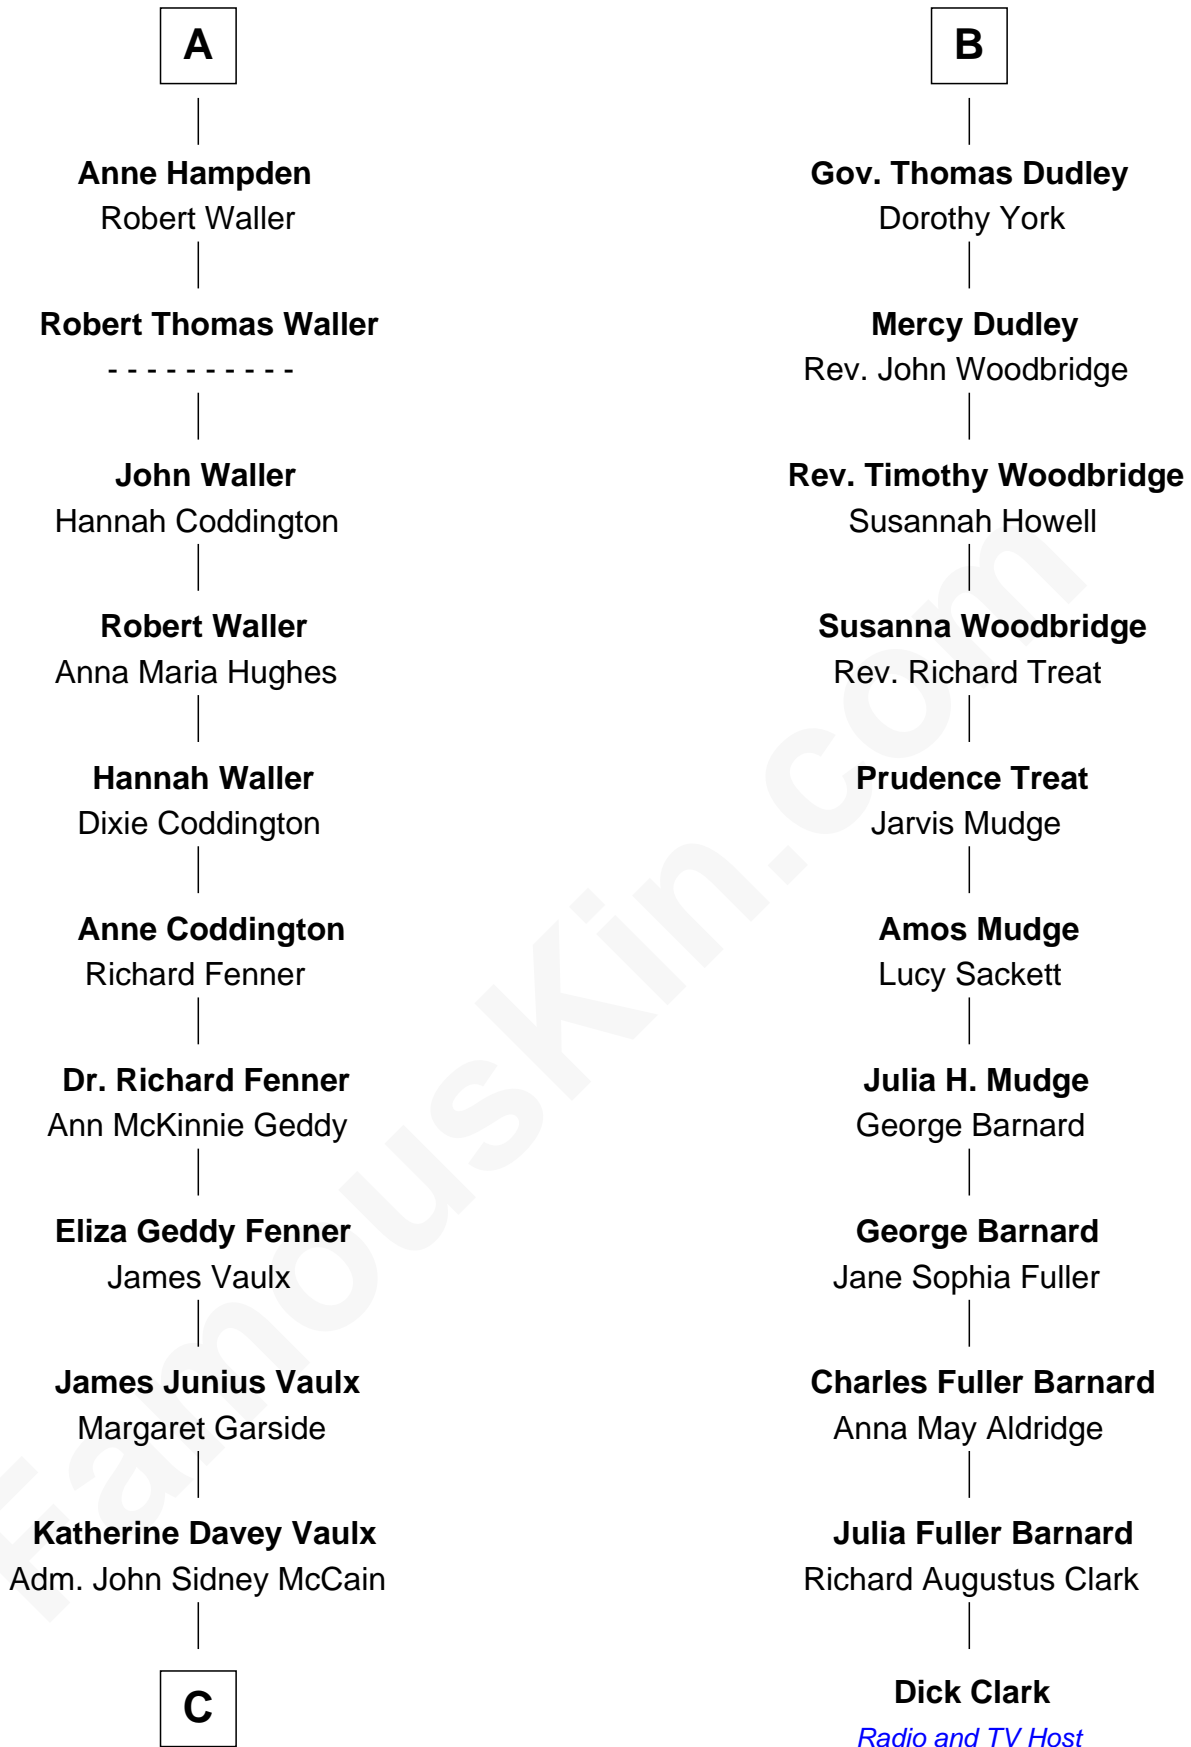 A
Anne Hampden
Robert Waller
Robert Thomas Waller
- - - - - - - - - -
John Waller
Hannah Coddington
Robert Waller
Anna Maria Hughes
Hannah Waller
Dixie Coddington
Anne Coddington
Richard Fenner
Dr. Richard Fenner
Ann McKinnie Geddy
Eliza Geddy Fenner
James Vaulx
James Junius Vaulx
Margaret Garside
Katherine Davey Vaulx
Adm. John Sidney McCain
C
B
Gov. Thomas Dudley
Dorothy York
Mercy Dudley
Rev. John Woodbridge
Rev. Timothy Woodbridge
Susannah Howell
Susanna Woodbridge
Rev. Richard Treat
Prudence Treat
Jarvis Mudge
Amos Mudge
Lucy Sackett
Julia H. Mudge
George Barnard
George Barnard
Jane Sophia Fuller
Charles Fuller Barnard
Anna May Aldridge
Julia Fuller Barnard
Richard Augustus Clark
Dick Clark
Radio and TV Host
FamousKin.com